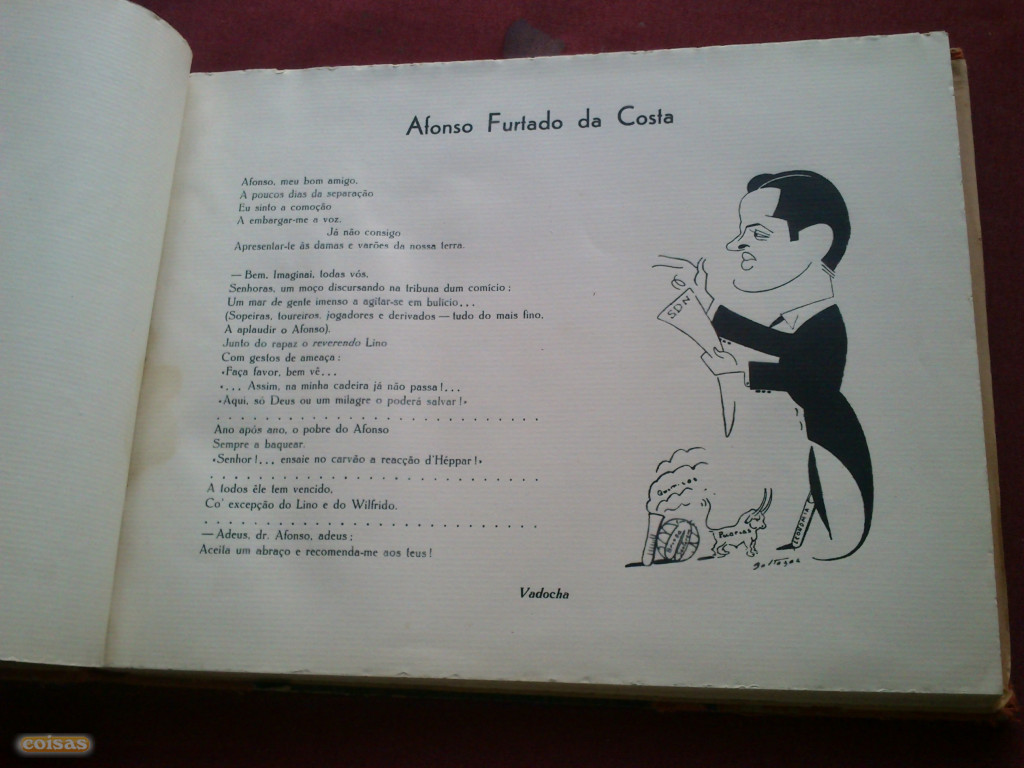 Afonso Furtado da Costa
Afonso, meu bom amigo,
A poucos dias da separação
Eu sinto a comoção
A embargar-me a voz.
Já não consigo
Apresentar-te às damas e varões da nossa terra.
— Bem. Imaginai, todas vós,
Senhoras, um moço discursando na tribuna dum comício;
Um mar de gente imenso a agitar-se em bulício...
(Sopeiras, toureiros, jogadores e derivados — tudo do mais fino,
A aplaudir o Afonso).
Junto do rapaz o reverendo Lino
Com gestos de ameaça:
«Faça favor, bem vê...
«... Assim, na minha cadeira já não passa!...
«Aqui, só Deus ou um milagre o poderá salvar!»
Ano após ano, o pobre do Afonso
Sempre a baquear.
«Senhor!... ensaie no carvão a reacção d'Héppar!»
A todos êle tem vencido,
Co' excepção do Lino e do Wilfrido.
— Adeus, dr. Afonso, adeus;
Aceita um abraço e recomenda-me aos teus!
Vadocha
SDN
Químicas
Economia
coisas